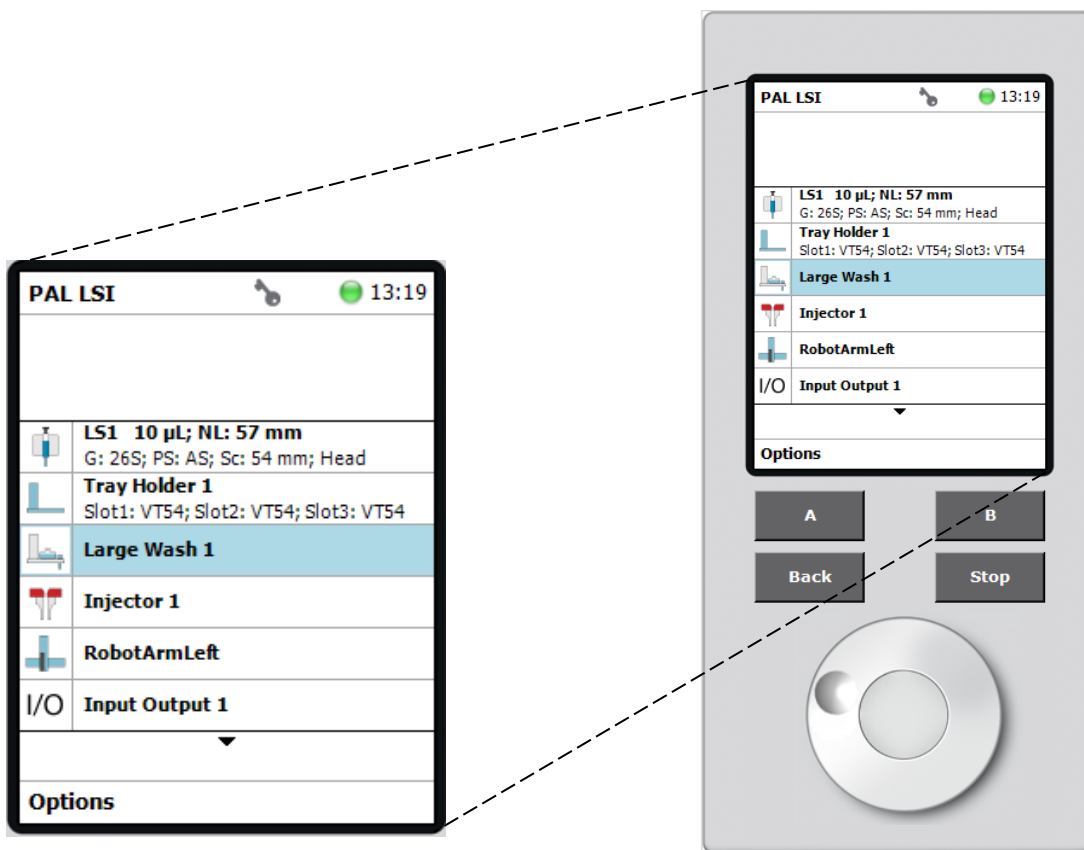 PAL LSI 13:19
LS1 10 µL; NL: 57 mm
G: 26S; PS: AS; Sc: 54 mm; Head
Tray Holder 1
Slot1: VT54; Slot2: VT54; Slot3: VT54
Large Wash 1
Injector 1
RobotArmLeft
I/O Input Output 1
Options
PAL LSI 13:19
LS1 10 µL; NL: 57 mm
G: 26S; PS: AS; Sc: 54 mm; Head
Tray Holder 1
Slot1: VT54; Slot2: VT54; Slot3: VT54
Large Wash 1
Injector 1
RobotArmLeft
I/O Input Output 1
Options
A B
Back Stop